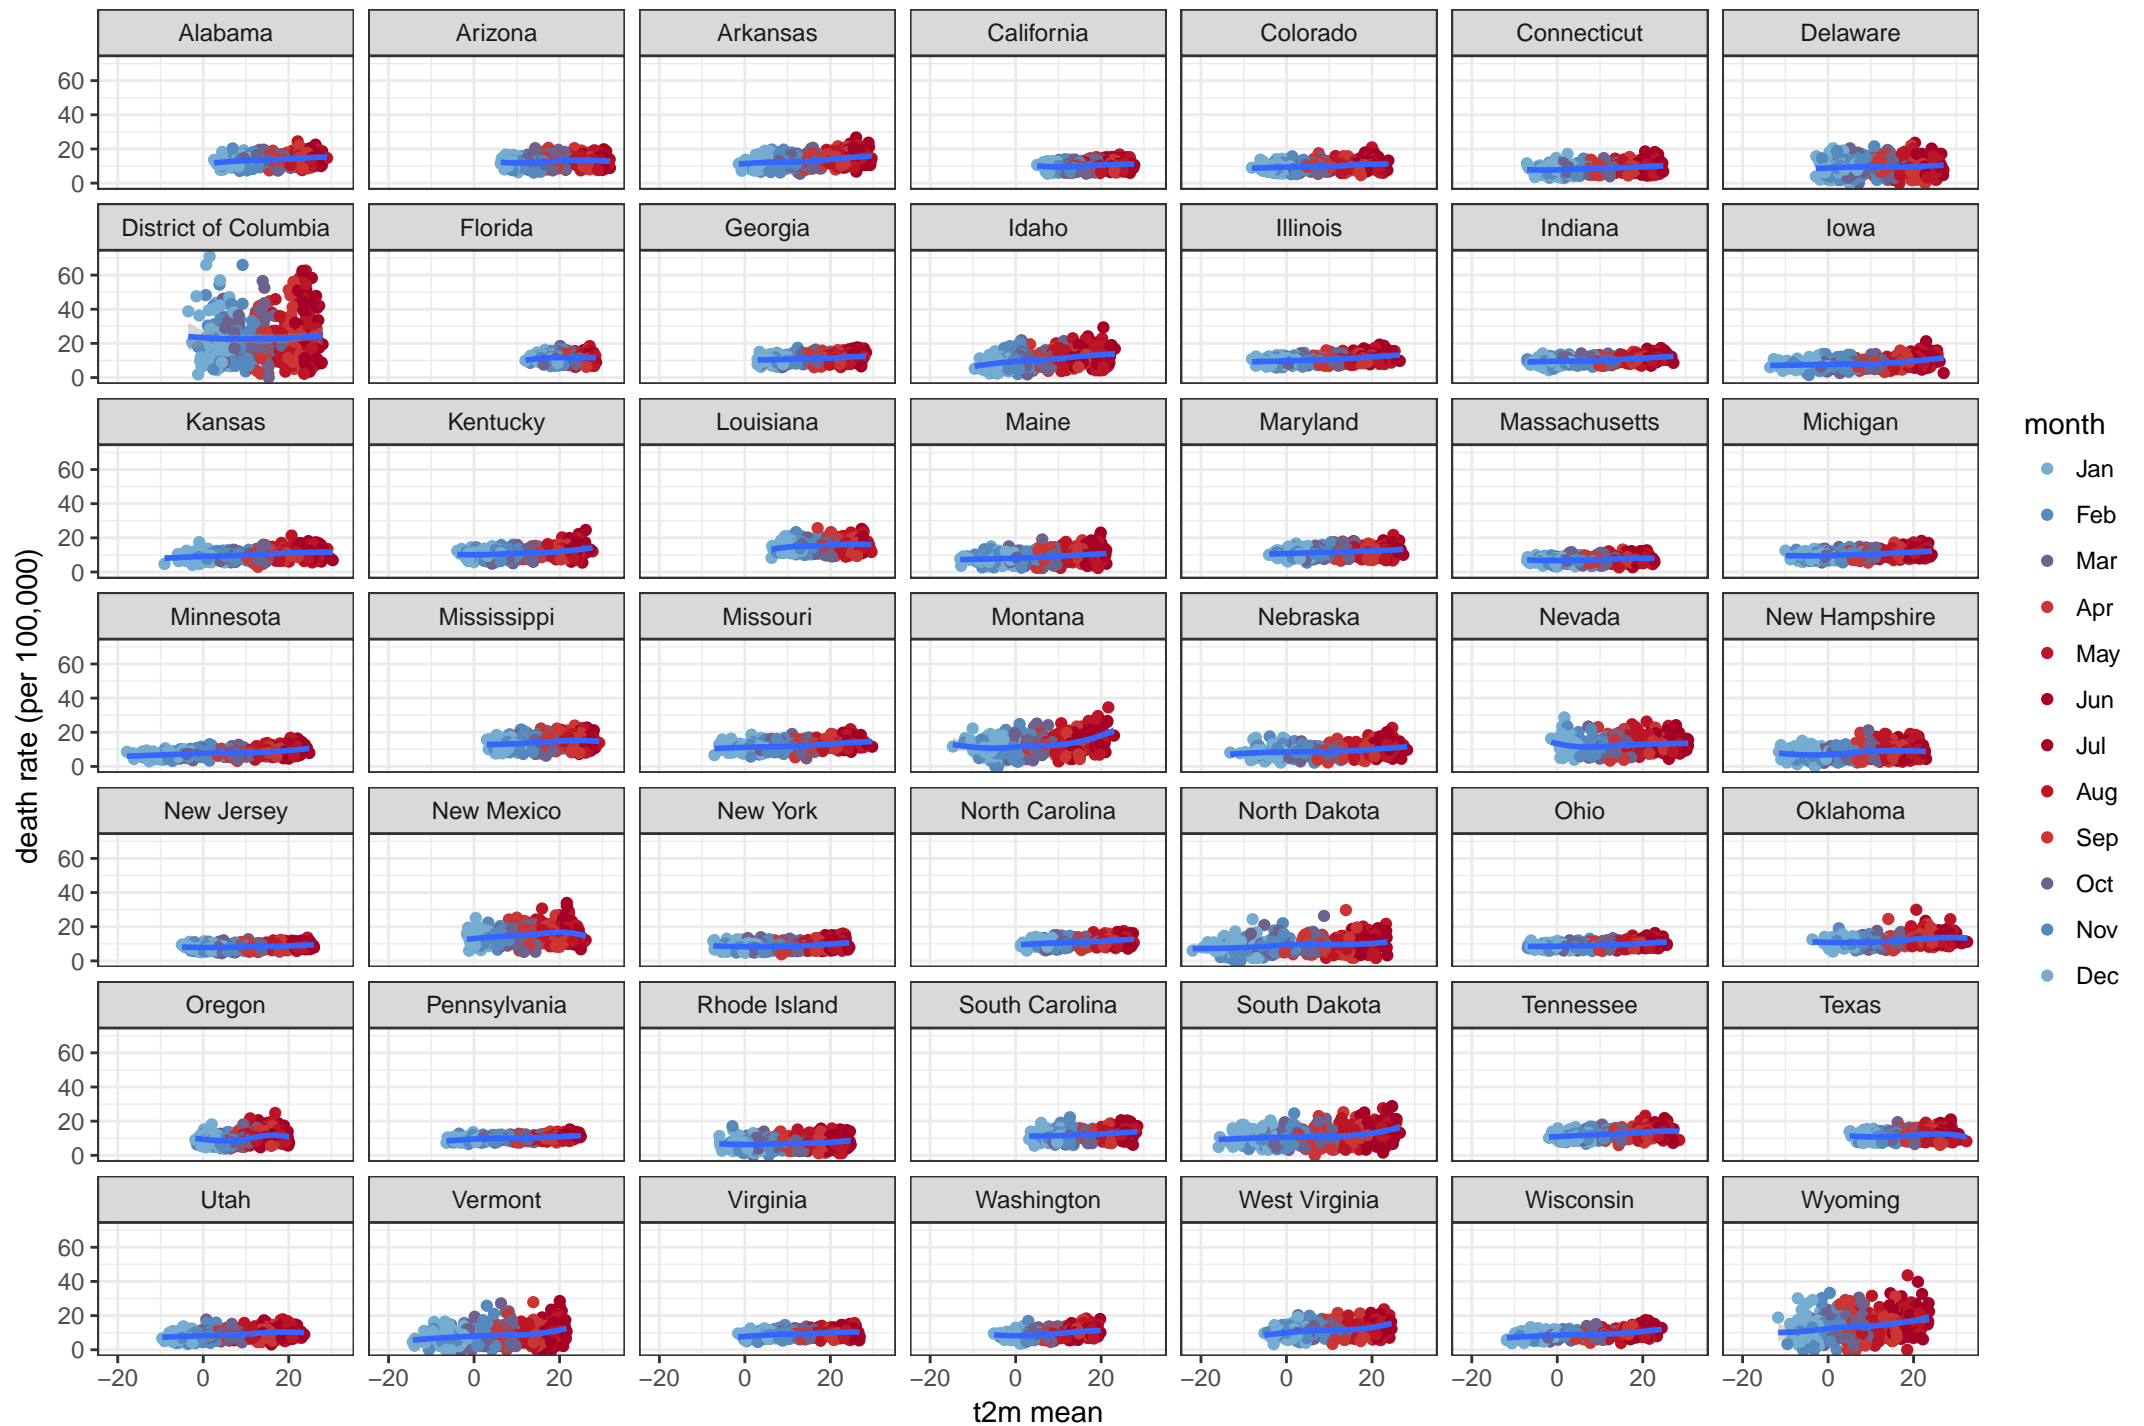 Alabama Arizona Arkansas California Colorado Connecticut Delaware
60
40
20
0
District of Columbia Florida Georgia Idaho Illinois Indiana Iowa
60
40
20
0
Kansas Kentucky Louisiana Maine Maryland Massachusetts Michigan
60
40
20
0
Minnesota Mississippi Missouri Montana Nebraska Nevada New Hampshire
60
40
20
0
New Jersey New Mexico New York North Carolina North Dakota Ohio Oklahoma
60
40
20
0
Oregon Pennsylvania Rhode Island South Carolina South Dakota Tennessee Texas
60
40
20
0
Utah Vermont Virginia Washington West Virginia Wisconsin Wyoming
60
40
20
0
−20 0 20 −20 0 20 −20 0 20 −20 0 20 −20 0 20 −20 0 20 −20 0 20
t2m mean
death rate (per 100,000)
month
Jan
Feb
Mar
Apr
May
Jun
Jul
Aug
Sep
Oct
Nov
Dec